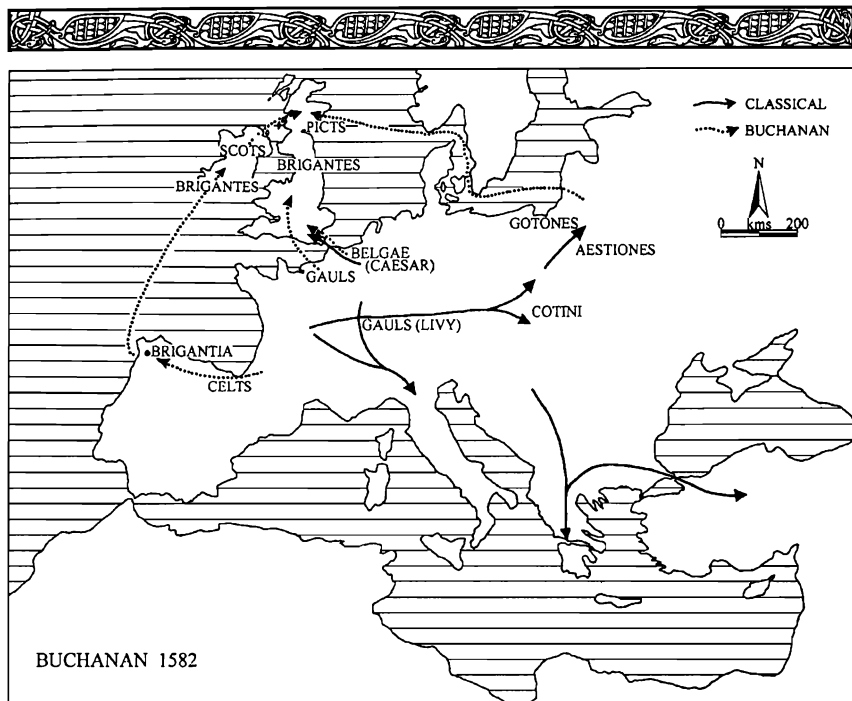 CLASSICAL
BUCHANAN
N
0 kms 200
PICTS
SCOTS
BRIGANTES
BRIGANTES
GOTONES
BELGAE
(CAESAR)
AESTIONES
GAULS
COTINI
GAULS (LIVY)
BRIGANTIA
CELTS
BUCHANAN 1582